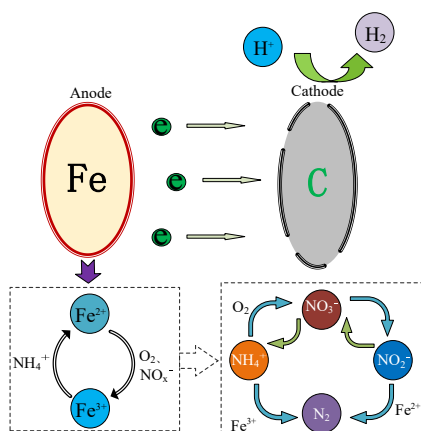 H⁺
H₂
Anode
Cathode
e
Fe
e
C
e
Fe²⁺
O₂
NO₃⁻
NH₄⁺
O₂、
NOₓ⁻
NH₄⁺
NO₂⁻
Fe³⁺
Fe³⁺
N₂
Fe²⁺